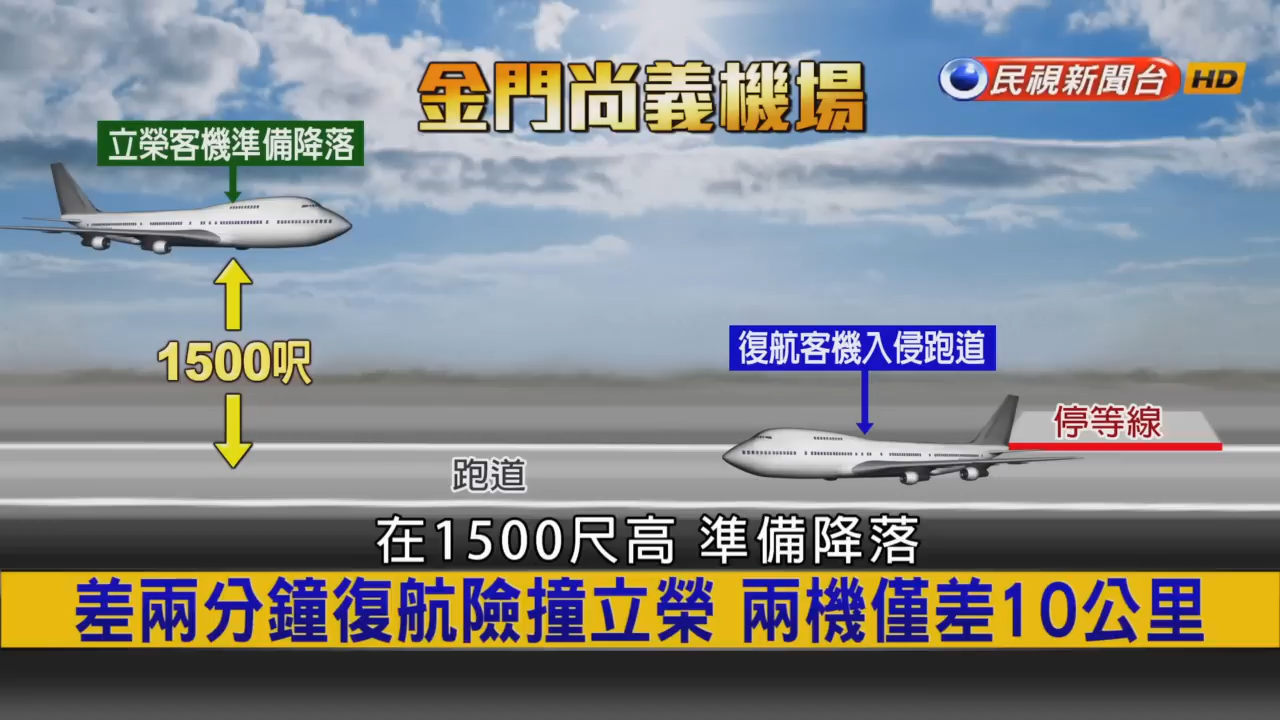 金門尚義機場
民視新聞台 HD
立榮客機準備降落
1500呎
復航客機入侵跑道
停等線
跑道
在1500尺高 準備降落
差兩分鐘復航險撞立榮 兩機僅差10公里